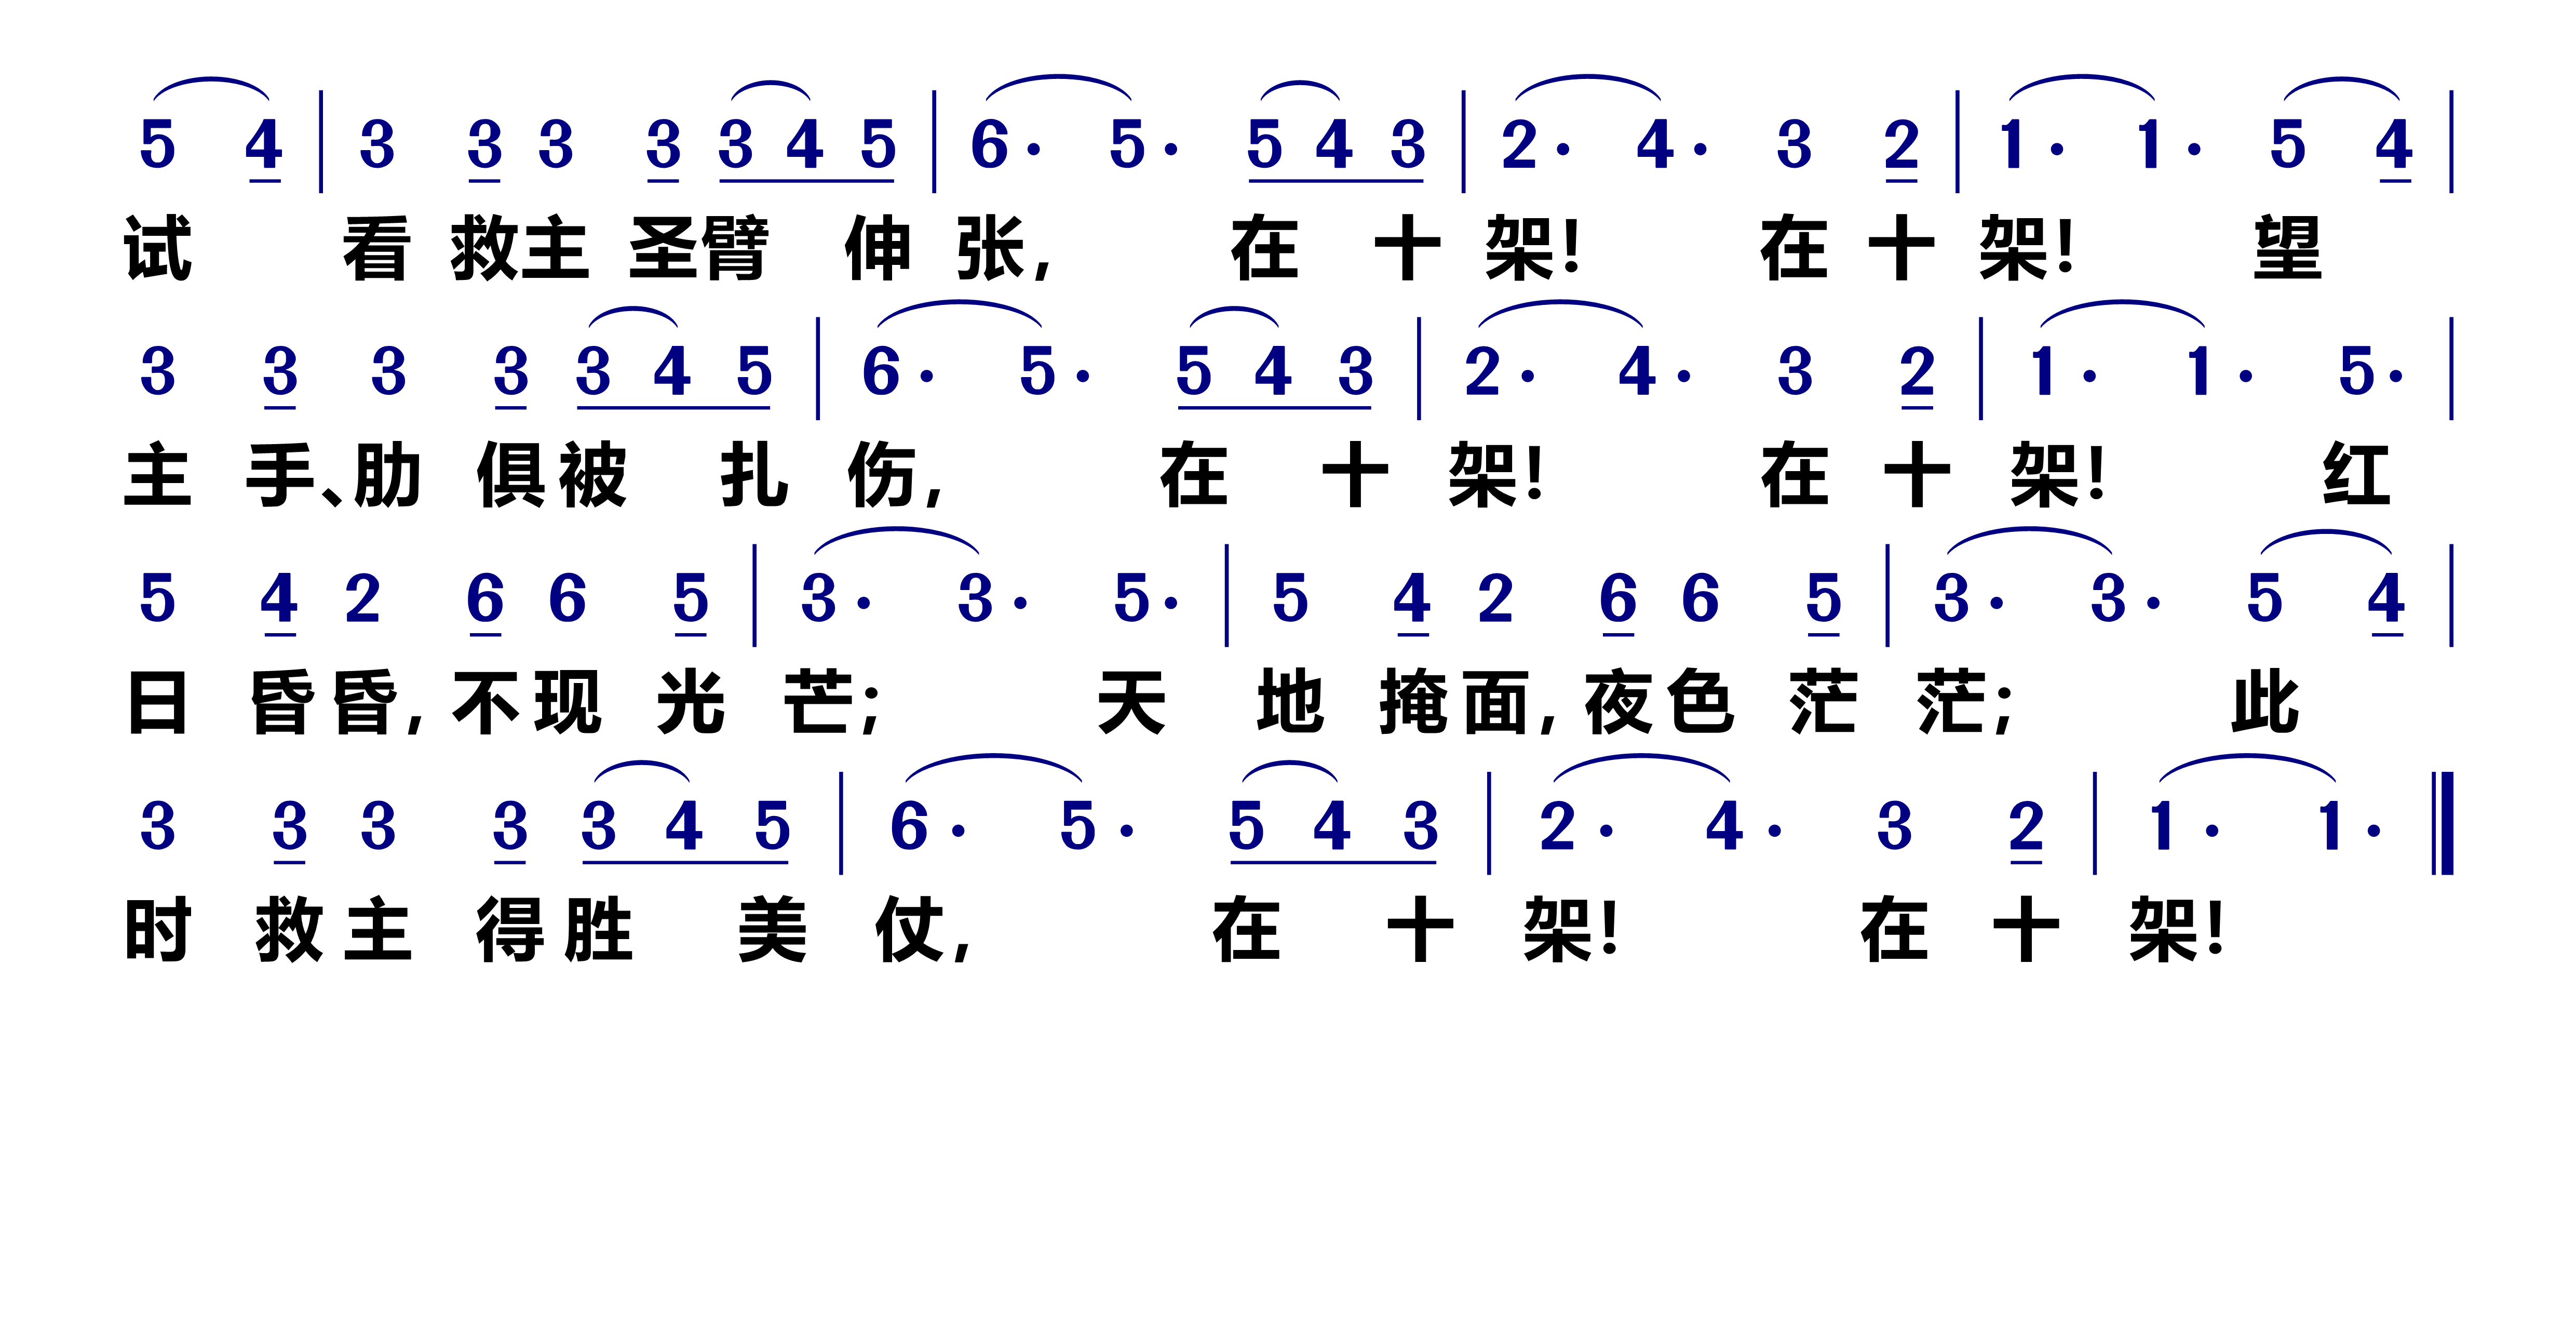 5 4 | 3 3 3 3 3 4 5 | 6· 5· 5 4 3 | 2· 4· 3 2 | 1· 1· 5 4 |
试 看 救主 圣臂 伸 张, 在 十 架! 在 十 架! 望
3 3 3 3 3 4 5 | 6· 5· 5 4 3 | 2· 4· 3 2 | 1· 1· 5· |
主 手、肋 俱被 扎 伤, 在 十 架! 在 十 架! 红
5 4 2 6 6 5 | 3· 3· 5· | 5 4 2 6 6 5 | 3· 3· 5 4 |
日 昏昏, 不现 光 芒; 天 地 掩面, 夜色 茫 茫; 此
3 3 3 3 3 4 5 | 6· 5· 5 4 3 | 2· 4· 3 2 | 1· 1· ‖
时 救主 得胜 美 仗, 在 十 架! 在 十 架!